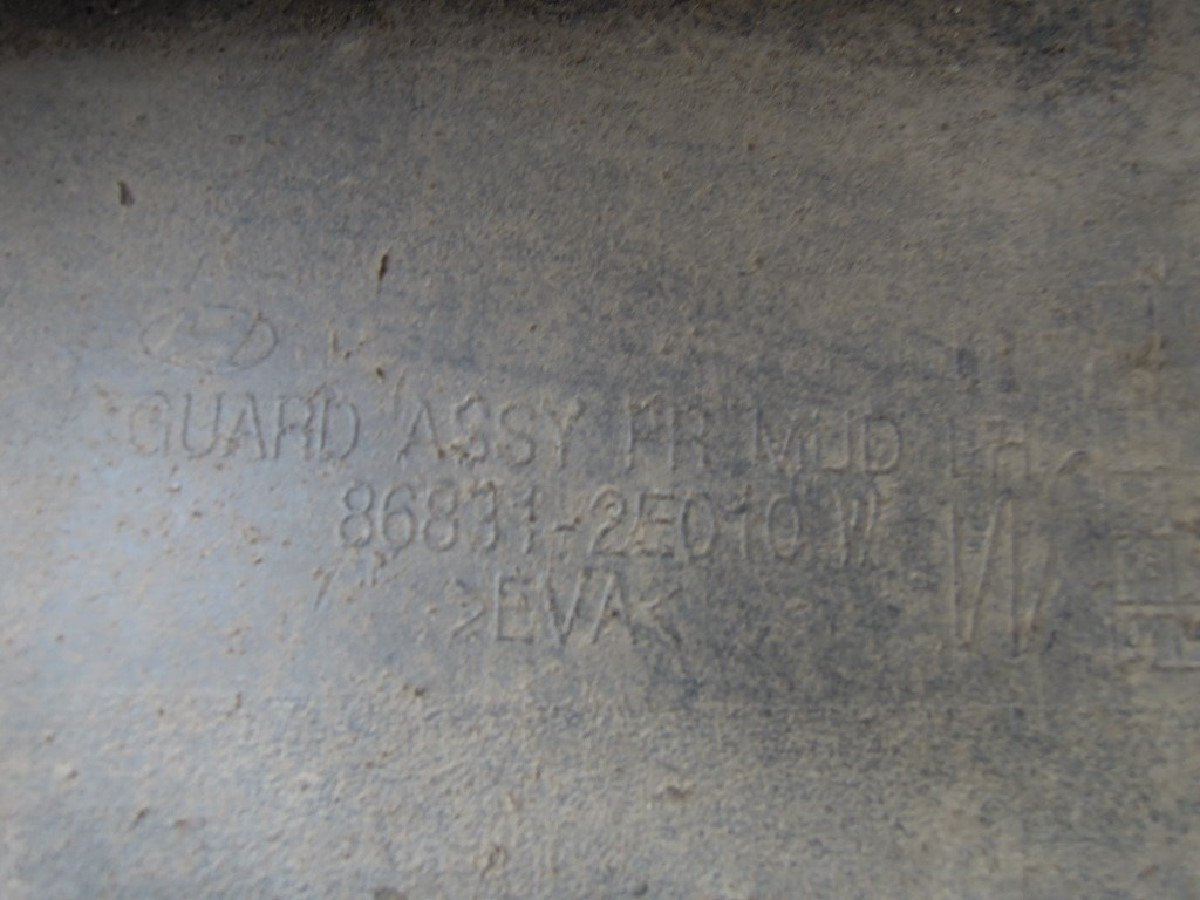 GUARD ASSY FR MUD LH
86831-2E010
>EVA<